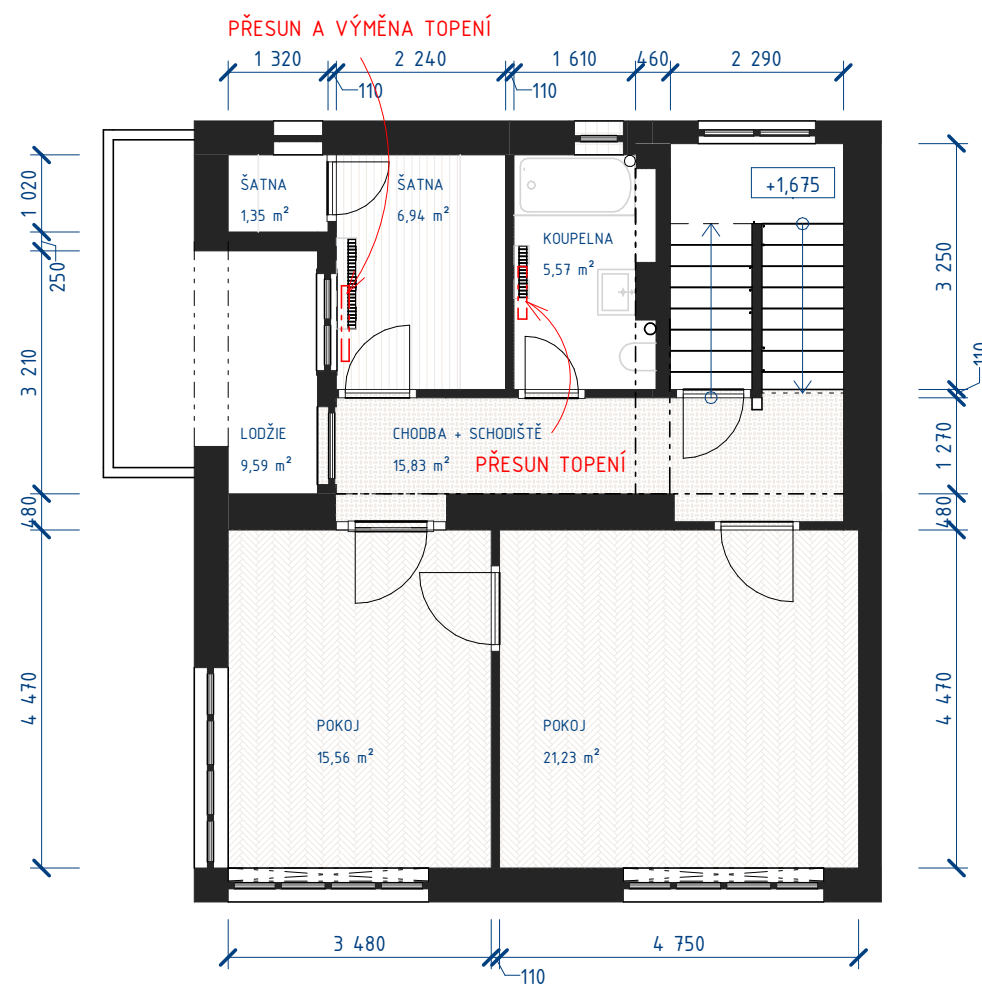 PŘESUN A VÝMĚNA TOPENÍ
1 320
2 240
1 610
460
2 290
110
110
1 020
250
3 210
480
4 470
3 250
110
1 270
480
4 470
ŠATNA
1,35 m²
ŠATNA
6,94 m²
+1,675
KOUPELNA
5,57 m²
LODŽIE
9,59 m²
CHODBA + SCHODIŠTĚ
15,83 m²
PŘESUN TOPENÍ
POKOJ
15,56 m²
POKOJ
21,23 m²
3 480
4 750
110